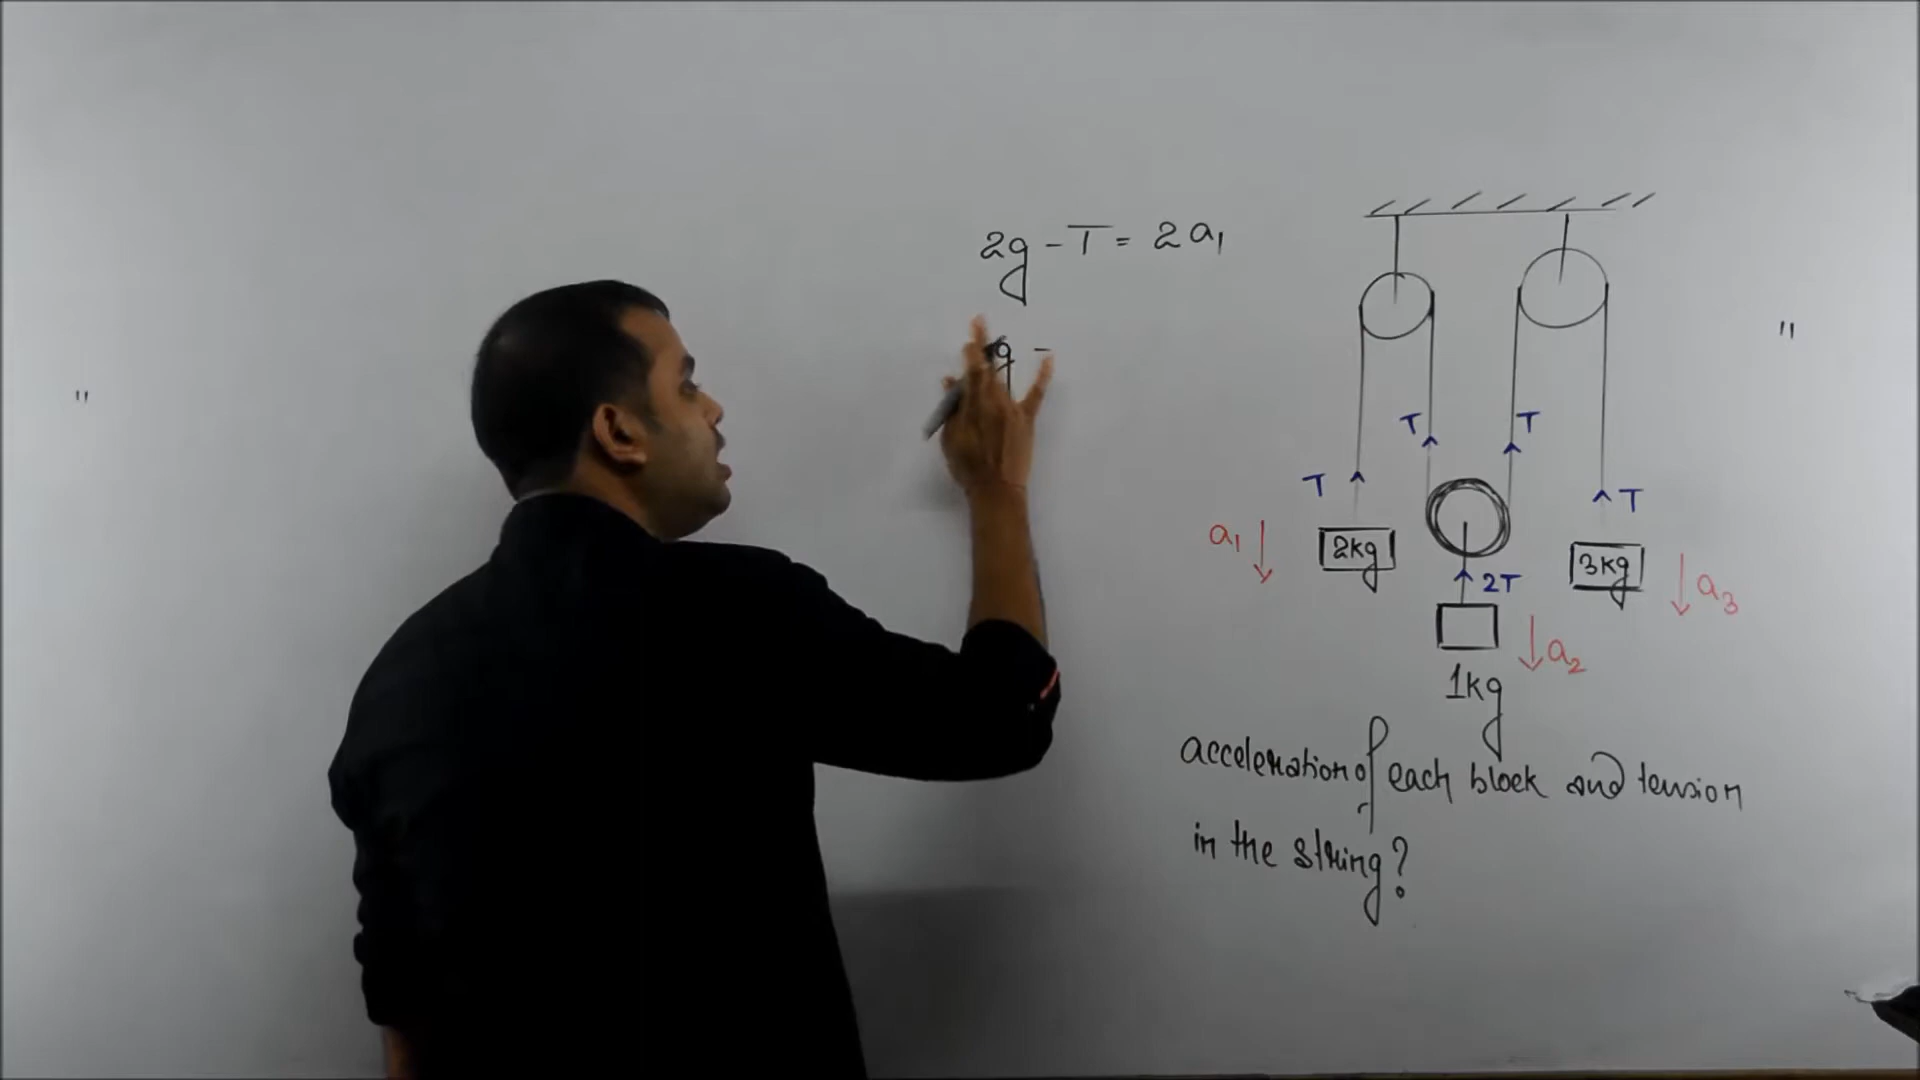 2g - T = 2a₁
g -
T
T
T
T
a₁
2kg
3kg
2T
a₃
a₂
1kg
acceleration of each block and tension
in the string?
"
"